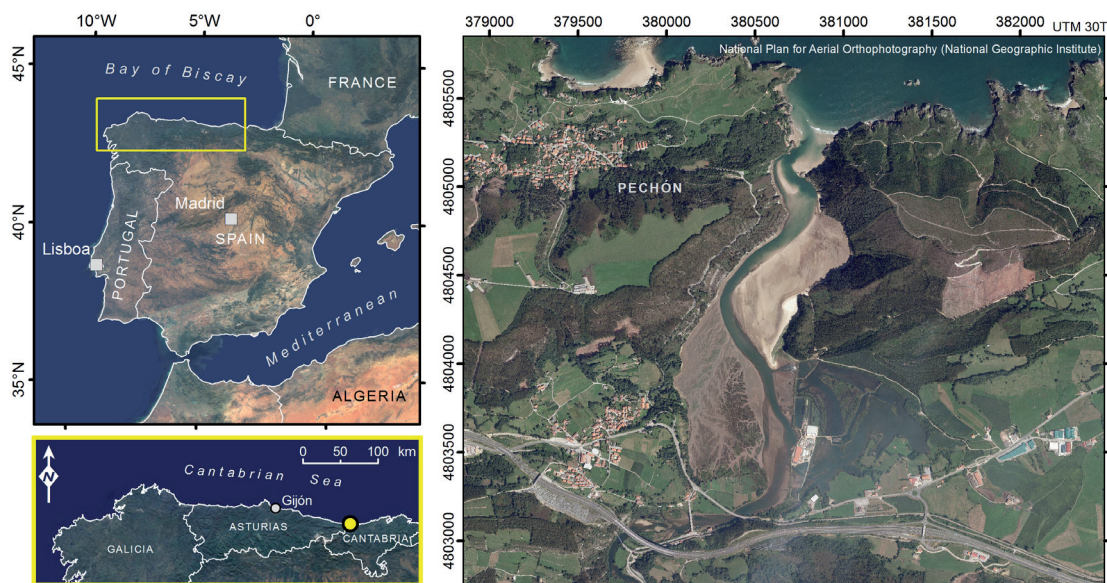 10°W
5°W
0°
45°N
40°N
35°N
Bay of Biscay
FRANCE
Madrid
SPAIN
PORTUGAL
Lisboa
Mediterranean
ALGERIA
Cantabrian Sea
0 50 100 km
N
Gijón
ASTURIAS
GALICIA
CANTABRIA
379000 379500 380000 380500 381000 381500 382000
UTM 30T
National Plan for Aerial Orthophotography (National Geographic Institute)
4805500
4805000
4804500
4804000
4803500
4803000
PECHÓN